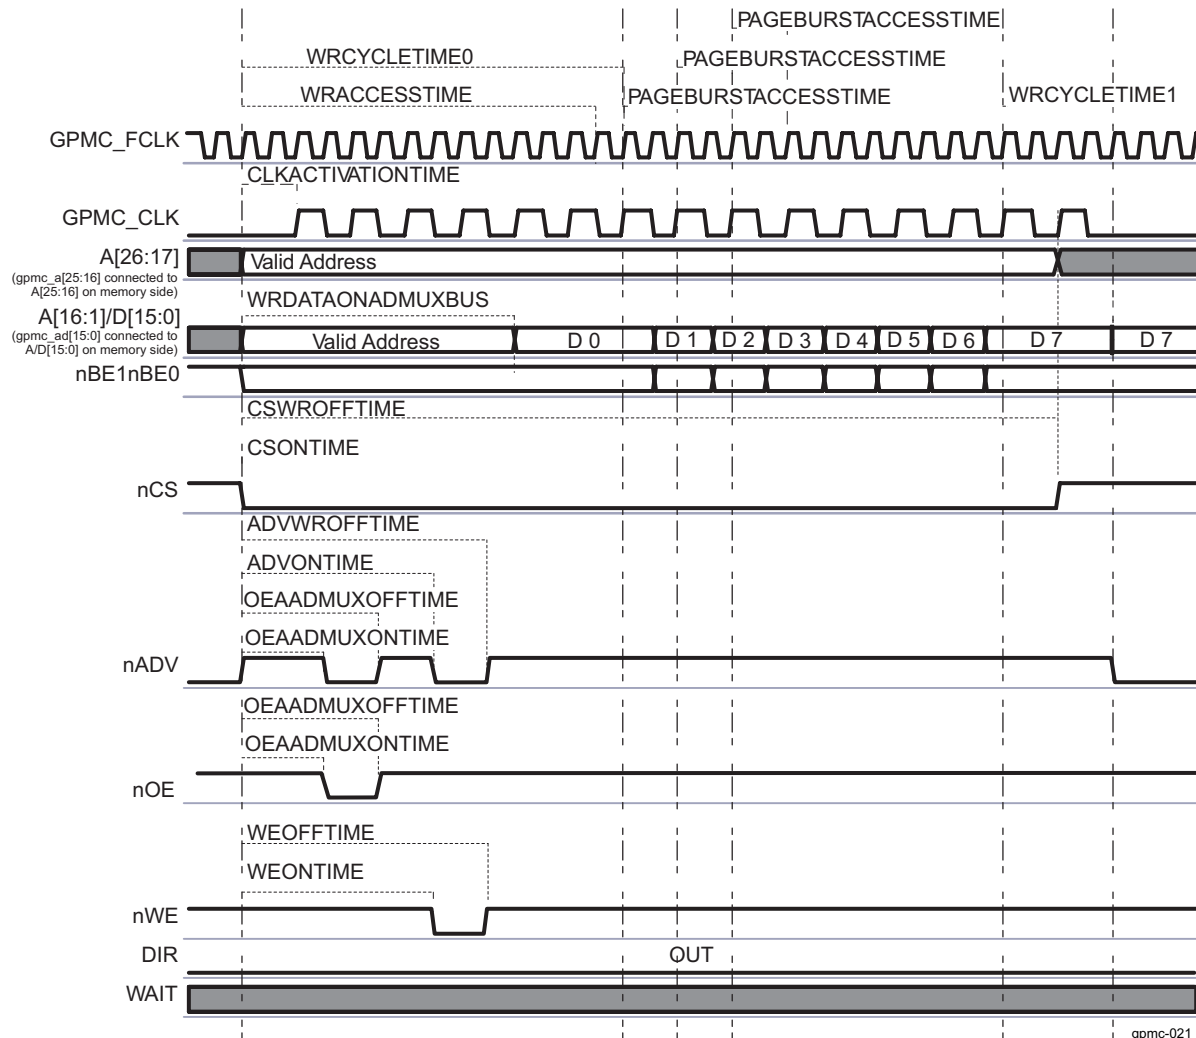 PAGEBURSTACCESSTIME
WRCYCLETIME0
PAGEBURSTACCESSTIME
WRACCESSTIME
PAGEBURSTACCESSTIME
WRCYCLETIME1
GPMC_FCLK
CLKACTIVATIONTIME
GPMC_CLK
A[26:17]
Valid Address
(gpmc_a[25:16] connected to
A[25:16] on memory side)
WRDATAONADMUXBUS
A[16:1]/D[15:0]
(gpmc_ad[15:0] connected to
A/D[15:0] on memory side)
Valid Address D 0 D 1 D 2 D 3 D 4 D 5 D 6 D 7 D 7
nBE1nBE0
CSWROFFTIME
CSONTIME
nCS
ADVWROFFTIME
ADVONTIME
OEAADMUXOFFTIME
OEAADMUXONTIME
nADV
OEAADMUXOFFTIME
OEAADMUXONTIME
nOE
WEOFFTIME
WEONTIME
nWE
DIR
OUT
WAIT
gpmc-021